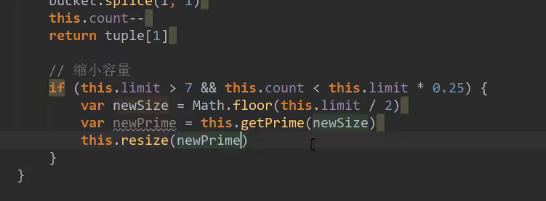 bucket.splice(i, 1)
this.count--
return tuple[1]
// 缩小容量
if (this.limit > 7 && this.count < this.limit * 0.25) {
var newSize = Math.floor(this.limit / 2)
var newPrime = this.getPrime(newSize)
this.resize(newPrime)
}
}